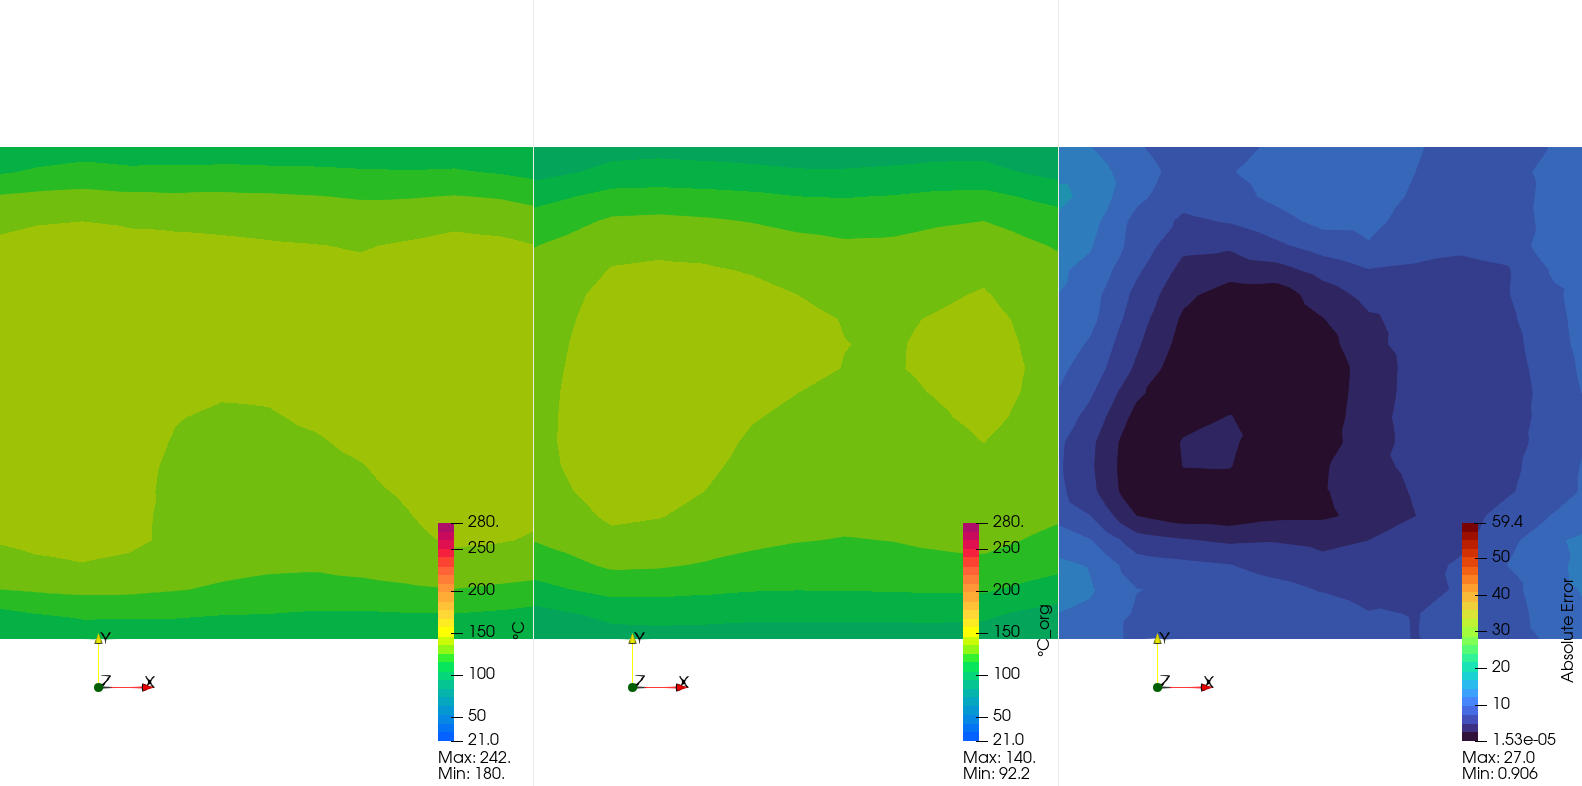 280.
250
200
150
100
50
21.0
°C
Max: 242.
Min: 180.
Y
Z
X
280.
250
200
150
100
50
21.0
°C_org
Max: 140.
Min: 92.2
Y
Z
X
59.4
50
40
30
20
10
1.53e-05
Absolute Error
Max: 27.0
Min: 0.906
Y
Z
X